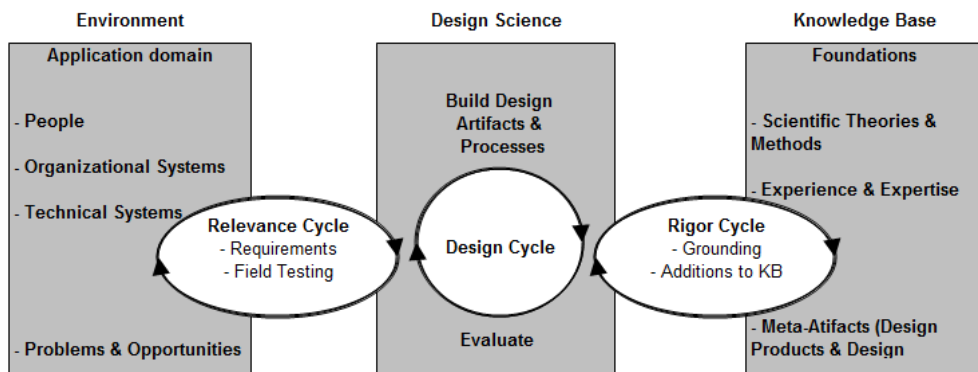 Environment
Application domain
- People
- Organizational Systems
- Technical Systems
- Problems & Opportunities
Relevance Cycle
- Requirements
- Field Testing
Design Science
Build Design
Artifacts &
Processes
Design Cycle
Evaluate
Rigor Cycle
- Grounding
- Additions to KB
Knowledge Base
Foundations
- Scientific Theories &
Methods
- Experience & Expertise
- Meta-Atifacts (Design
Products & Design